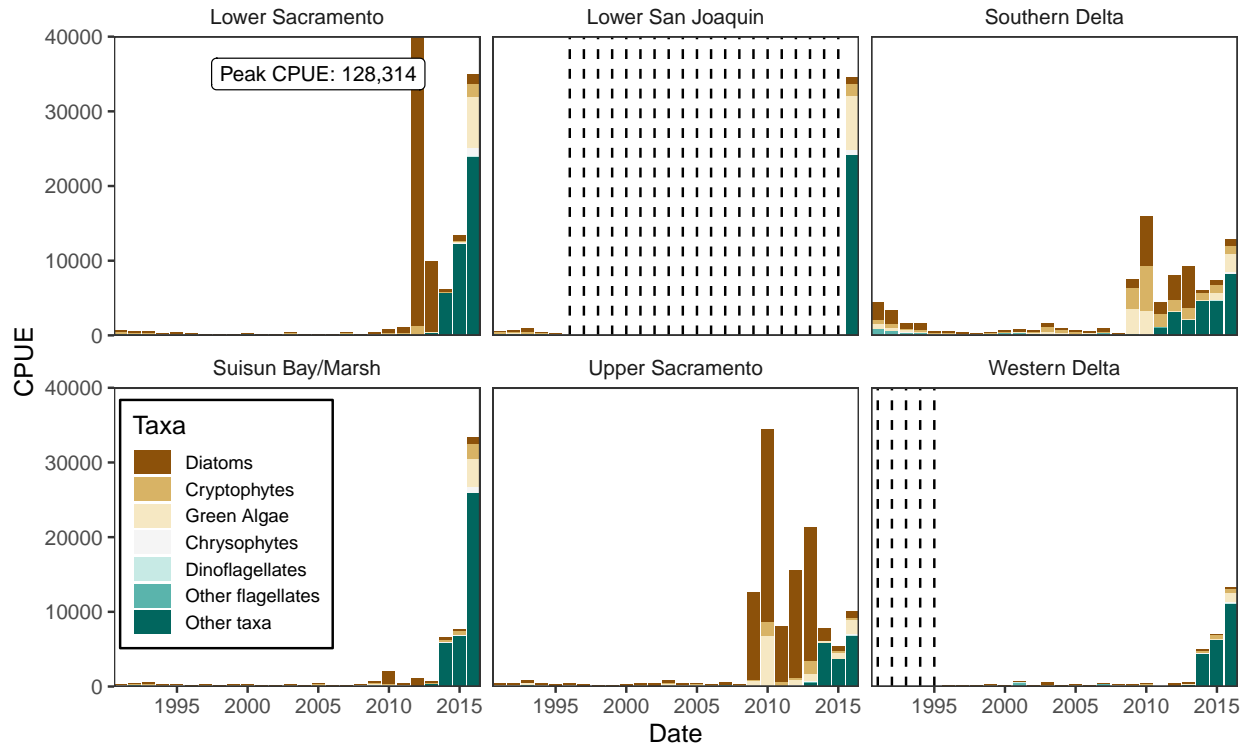 Lower Sacramento
Lower San Joaquin
Southern Delta
40000
30000
20000
10000
0
Peak CPUE: 128,314
CPUE
Suisun Bay/Marsh
Upper Sacramento
Western Delta
40000
30000
20000
10000
0
Taxa
Diatoms
Cryptophytes
Green Algae
Chrysophytes
Dinoflagellates
Other flagellates
Other taxa
1995 2000 2005 2010 2015
1995 2000 2005 2010 2015
1995 2000 2005 2010 2015
Date